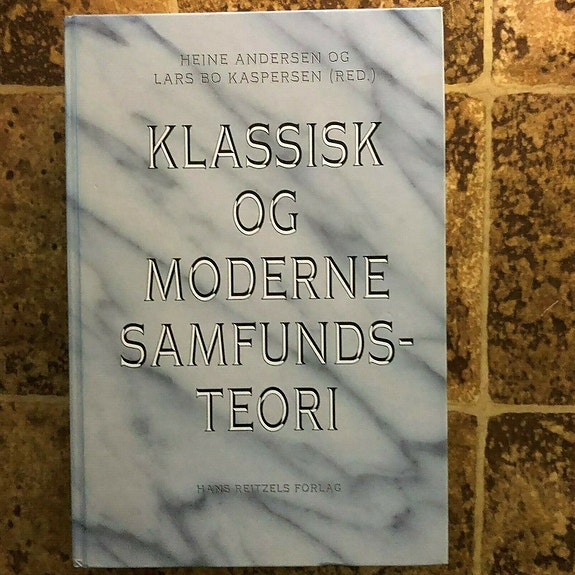 HEINE ANDERSEN OG
LARS BO KASPERSEN (RED.)
KLASSISK
OG
MODERNE
SAMFUNDS-
TEORI
HANS REITZELS FORLAG